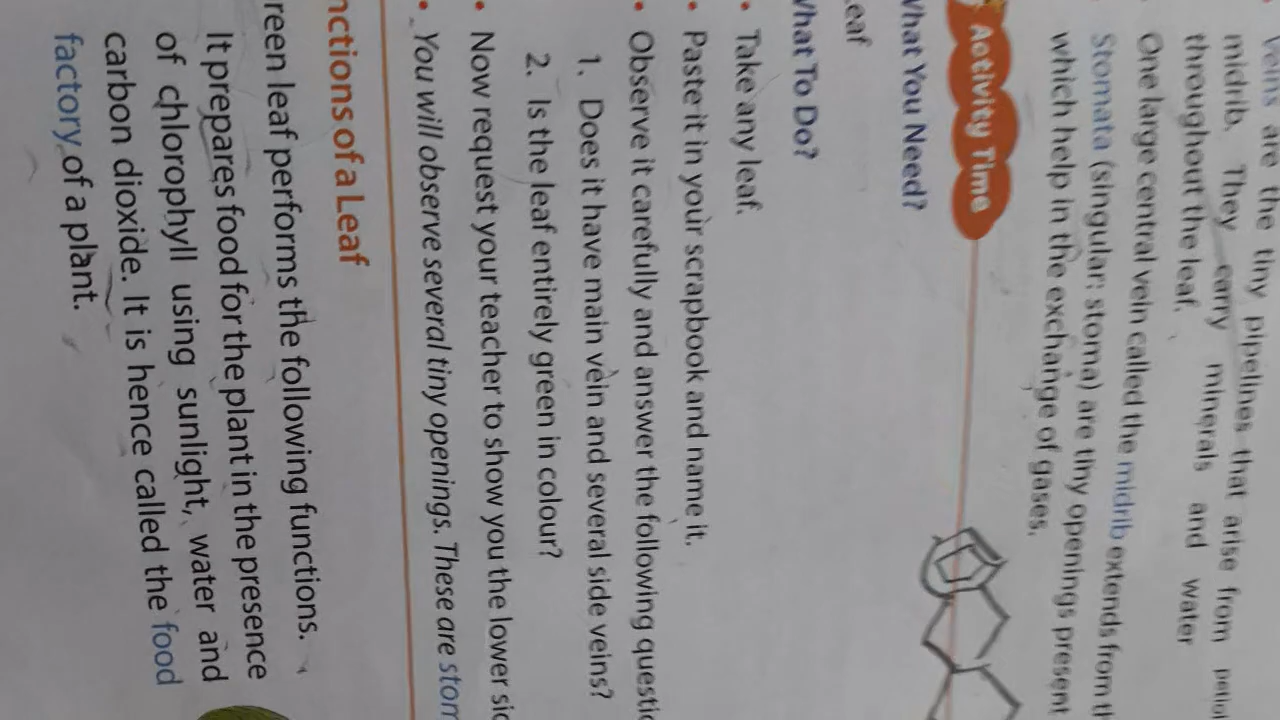 Veins are the tiny pipelines that arise from
midrib. They carry minerals and water
throughout the leaf.
One large central vein called the midrib extends from
Stomata (singular: stoma) are tiny openings present
which help in the exchange of gases.
Activity Time
What You Need?
Leaf
What To Do?
• Take any leaf.
• Paste it in your scrapbook and name it.
• Observe it carefully and answer the following
1. Does it have main vein and several side veins?
2. Is the leaf entirely green in colour?
• Now request your teacher to show you the lower
• You will observe several tiny openings. These are
nctions of a Leaf
reen leaf performs the following functions.
It prepares food for the plant in the presence
of chlorophyll using sunlight, water and
carbon dioxide. It is hence called the food
factory of a plant.